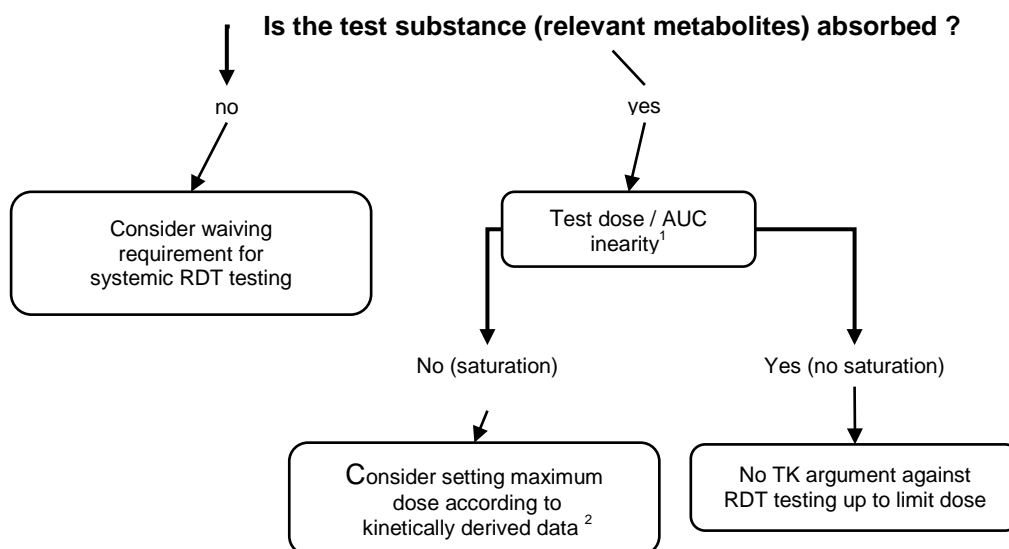 Is the test substance (relevant metabolites) absorbed ?
no
yes
Consider waiving
requirement for
systemic RDT testing
Test dose / AUC
inearity1
No (saturation)
Yes (no saturation)
Consider setting maximum
dose according to
kinetically derived data 2
No TK argument against
RDT testing up to limit dose